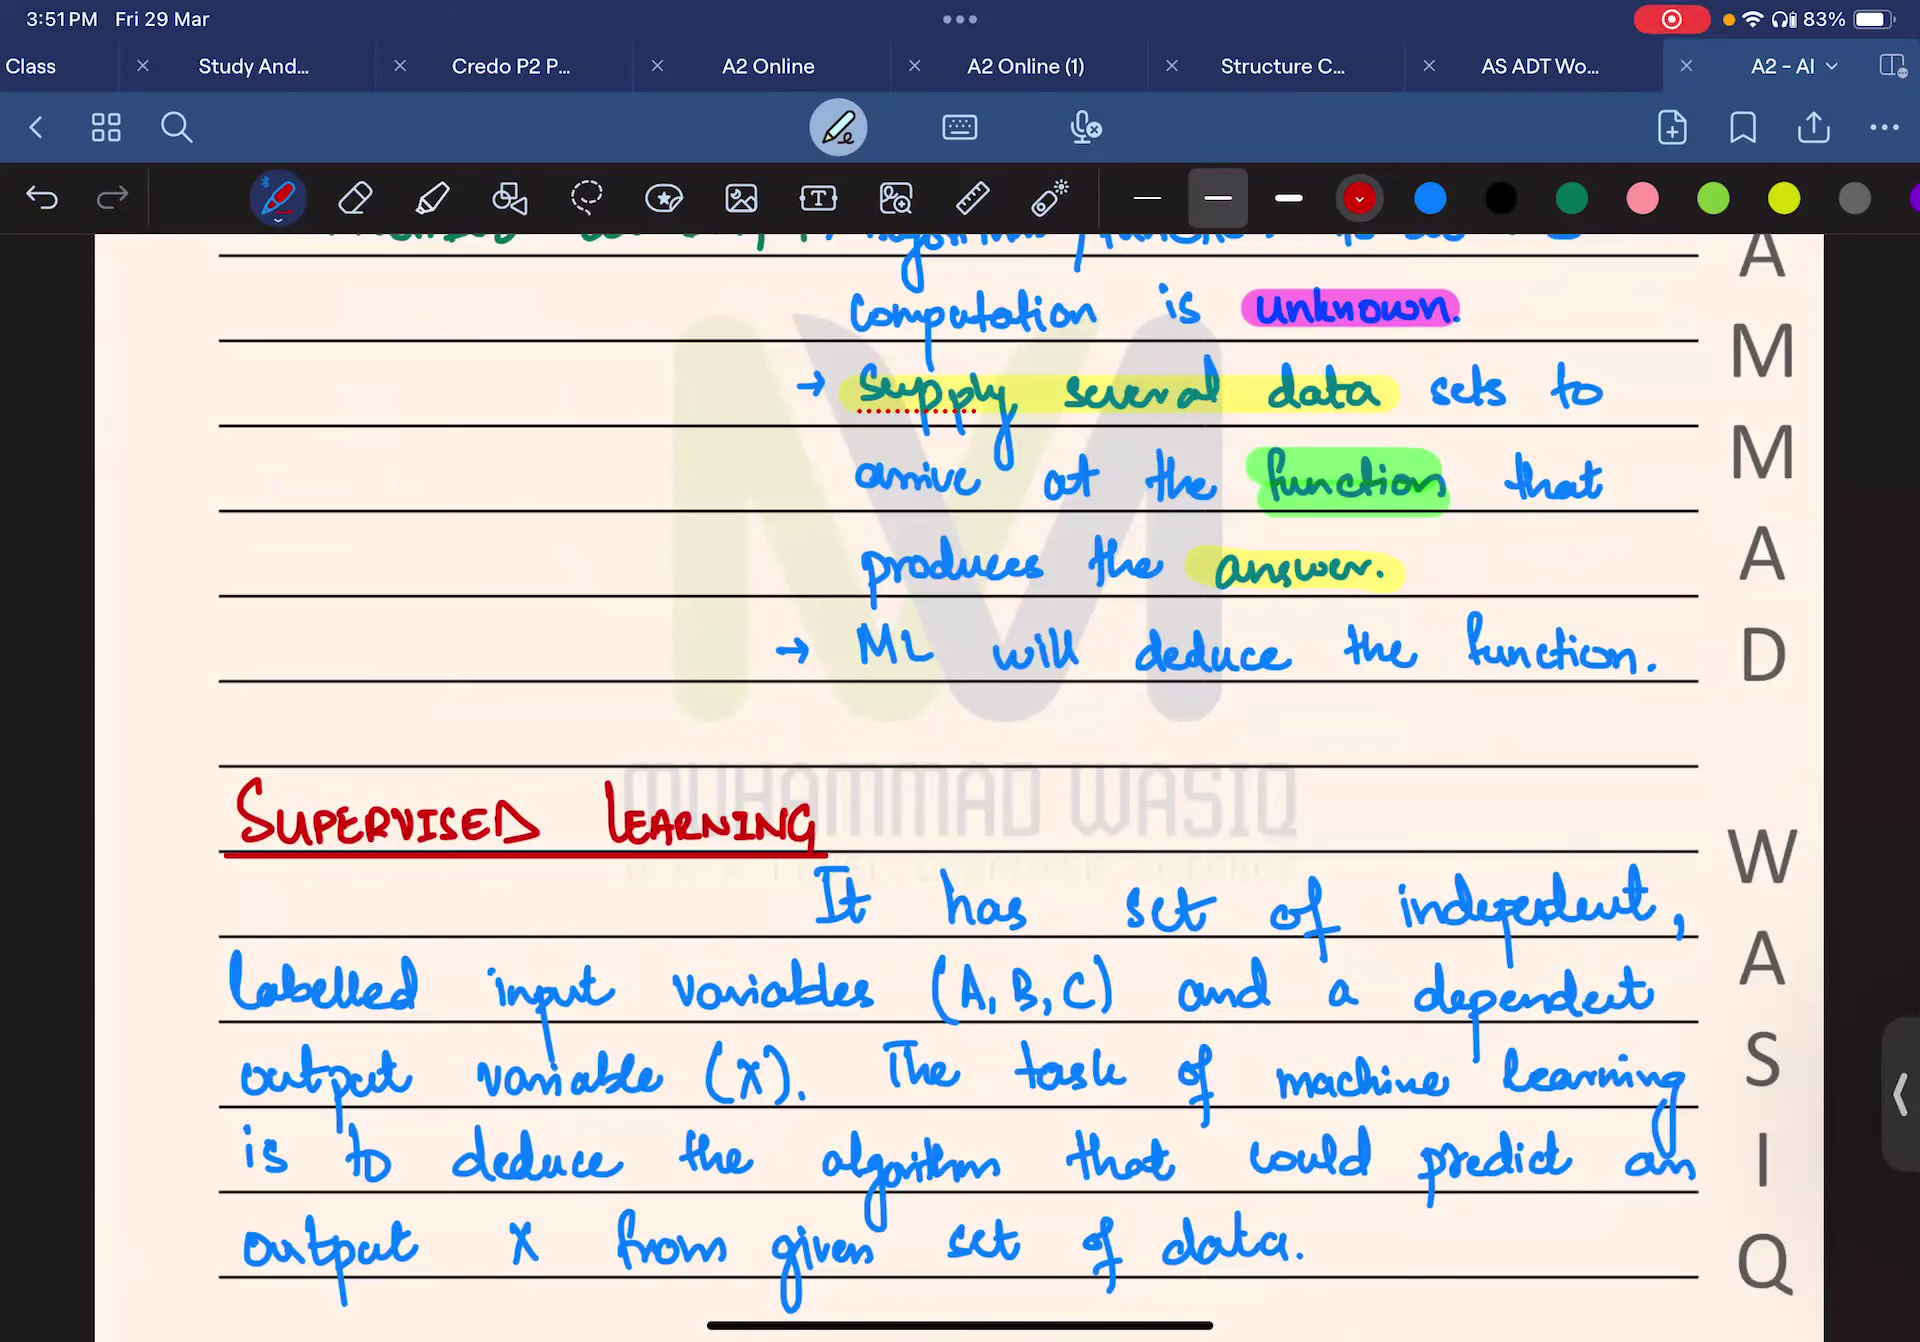 3:51 PM Fri 29 Mar 83%
Class Study And... Credo P2 P... A2 Online A2 Online (1) Structure C... AS ADT Wo... A2 - AI
computation is unknown.
→ Supply several data sets to
arrive at the function that
produces the answer.
→ ML will deduce the function.
SUPERVISED LEARNING
It has set of independent,
labelled input variables (A, B, C) and a dependent
output variable (X). The task of machine learning
is to deduce the algorithm that could predict an
output X from given set of data.
MUHAMMAD WASIQ
AMMAD WASIQ